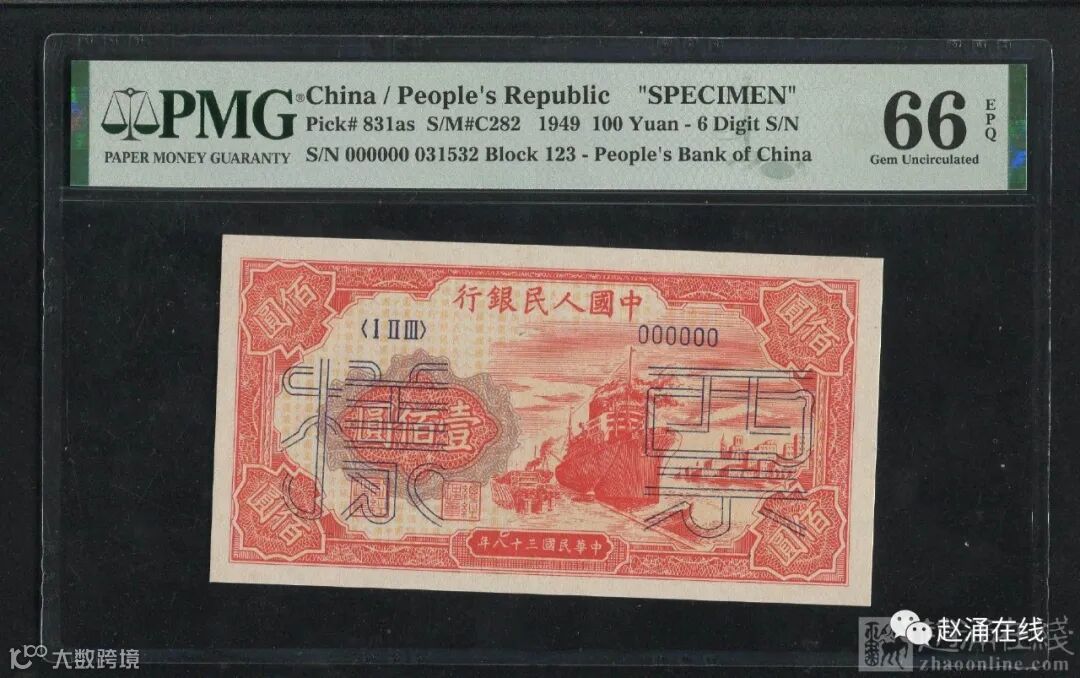 PMG® China / People's Republic "SPECIMEN"
Pick# 831as S/M#C282 1949 100 Yuan - 6 Digit S/N
S/N 000000 031532 Block 123 - People's Bank of China
PAPER MONEY GUARANTY
66 EPQ
Gem Uncirculated
行銀民人國中
〈I II III〉
000000
圓佰
圓佰
圓佰壹
票樣
圓佰
圓佰
年八十三國民華中
赵涌在线
zhaoonline.com
大数跨境